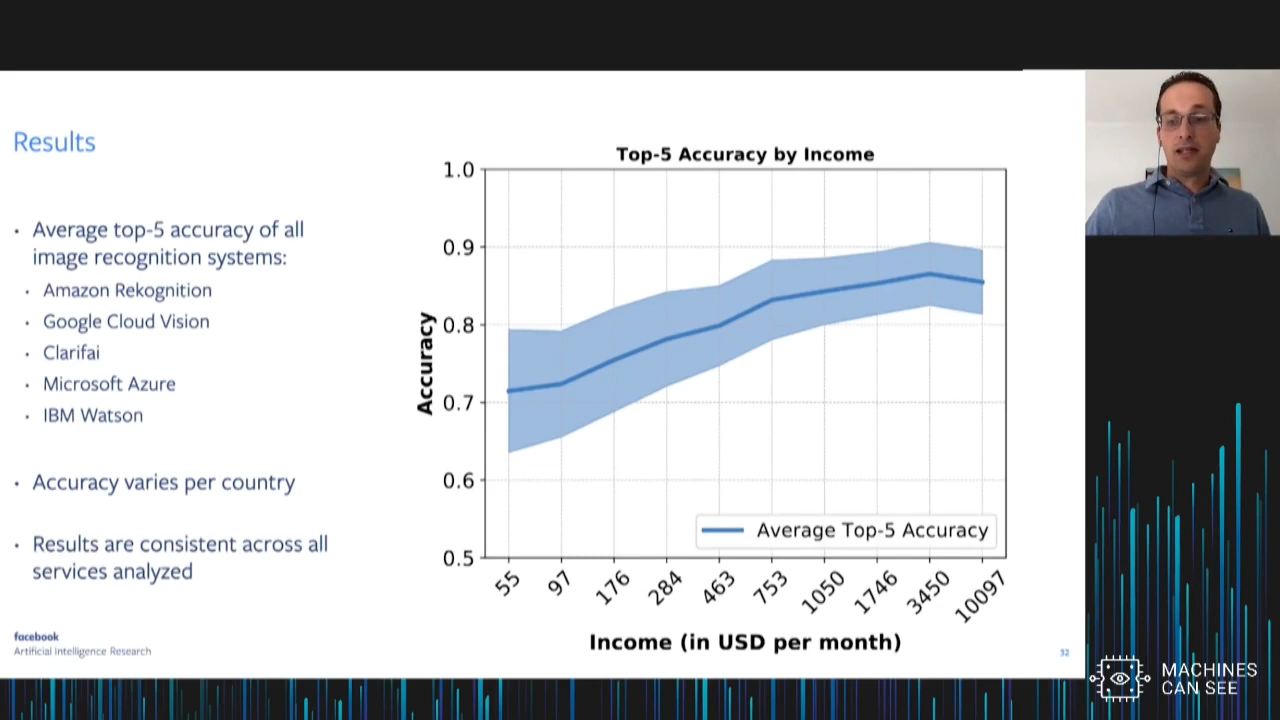 Results
• Average top-5 accuracy of all
image recognition systems:
• Amazon Rekognition
• Google Cloud Vision
• Clarifai
• Microsoft Azure
• IBM Watson
• Accuracy varies per country
• Results are consistent across all
services analyzed
facebook
Artificial Intelligence Research
Top-5 Accuracy by Income
Accuracy
1.0
0.9
0.8
0.7
0.6
0.5
Average Top-5 Accuracy
55 97 176 284 463 753 1050 1746 3450 10097
Income (in USD per month)
32
MACHINES
CAN SEE